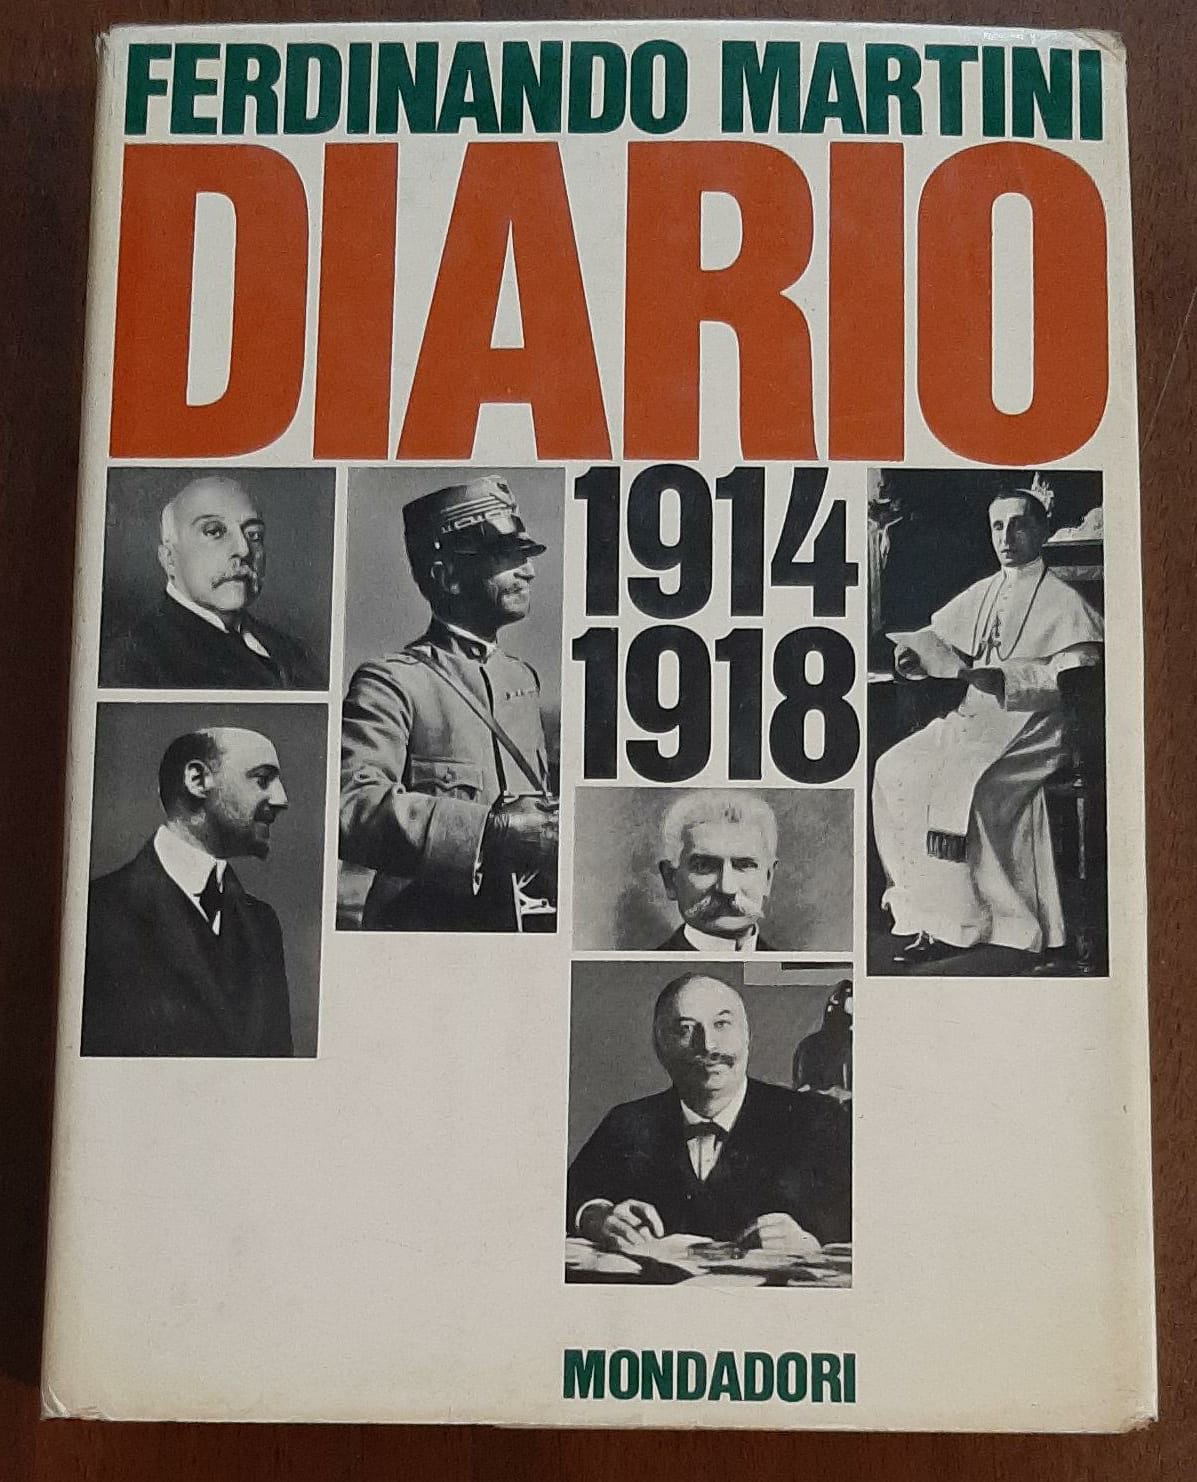 FERDINANDO MARTINI
DIARIO
1914
1918
MONDADORI